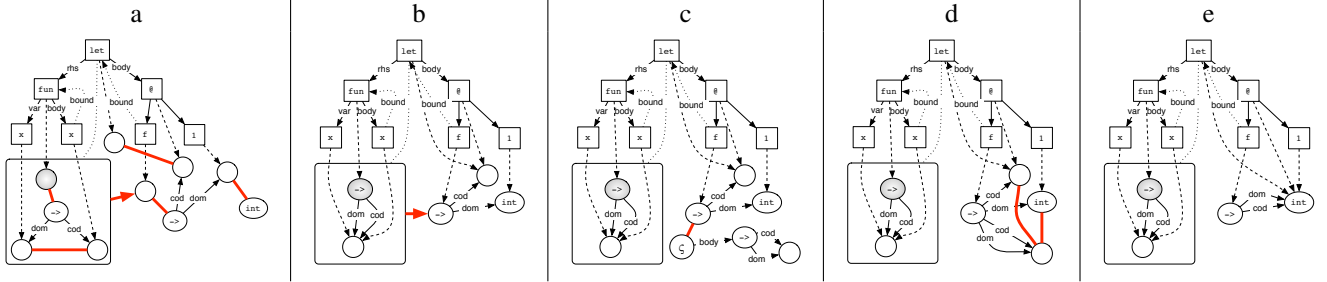 a b c d e
let let let let let
rhs body rhs body rhs body rhs body rhs body
fun @ fun @ fun @ fun @ fun @
var body bound bound var body bound bound var body bound bound var body bound bound var body bound bound
x x f 1 x x f 1 x x f 1 x x f 1 x x f 1
-> dom cod cod dom -> int
-> dom cod -> cod dom int
-> dom cod -> cod dom int ς body -> cod dom
-> dom cod -> cod dom int cod dom
-> dom cod -> cod dom int